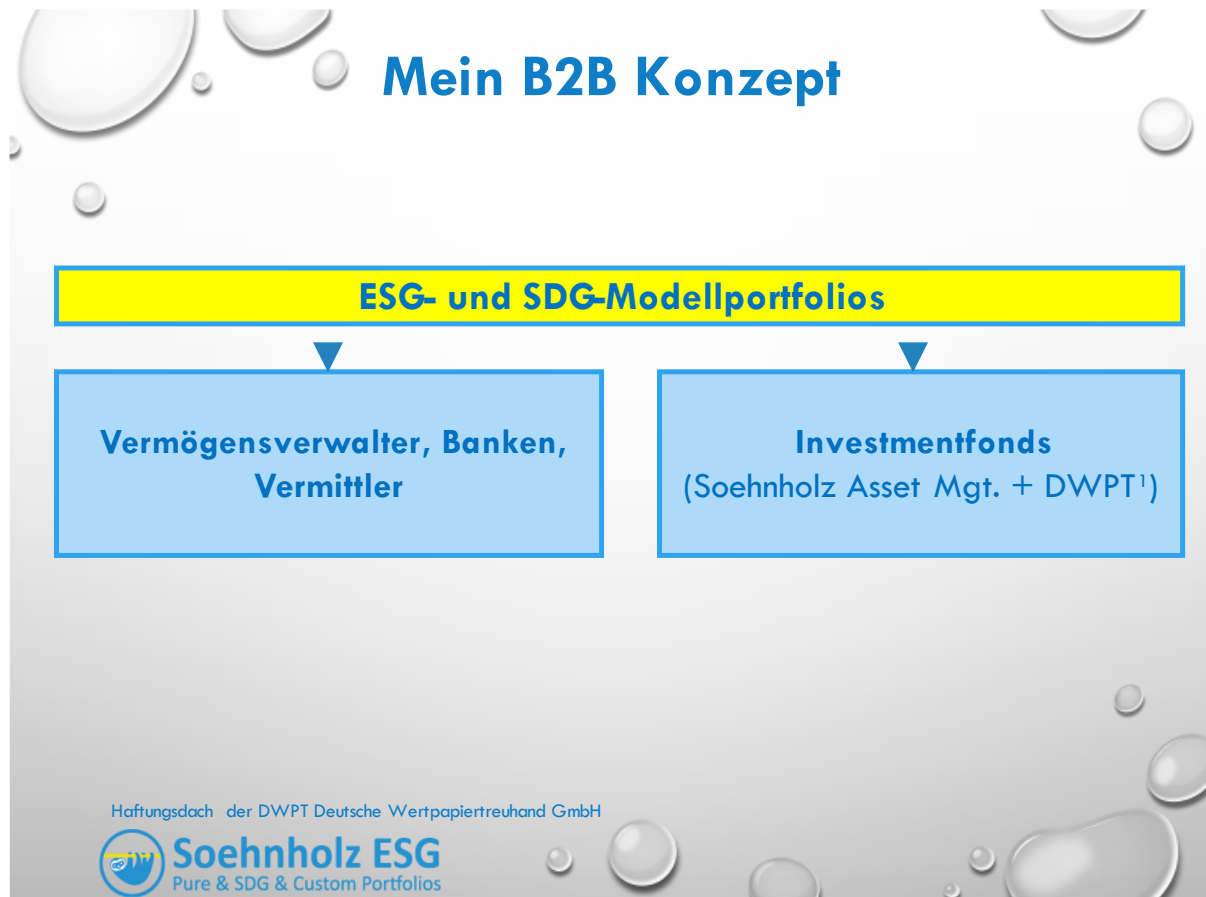 Mein B2B Konzept
ESG- und SDG-Modellportfolios
Vermögensverwalter, Banken,
Vermittler
Investmentfonds
(Soehnholz Asset Mgt. + DWPT¹)
Haftungsdach der DWPT Deutsche Wertpapiertreuhand GmbH
Soehnholz ESG
Pure & SDG & Custom Portfolios